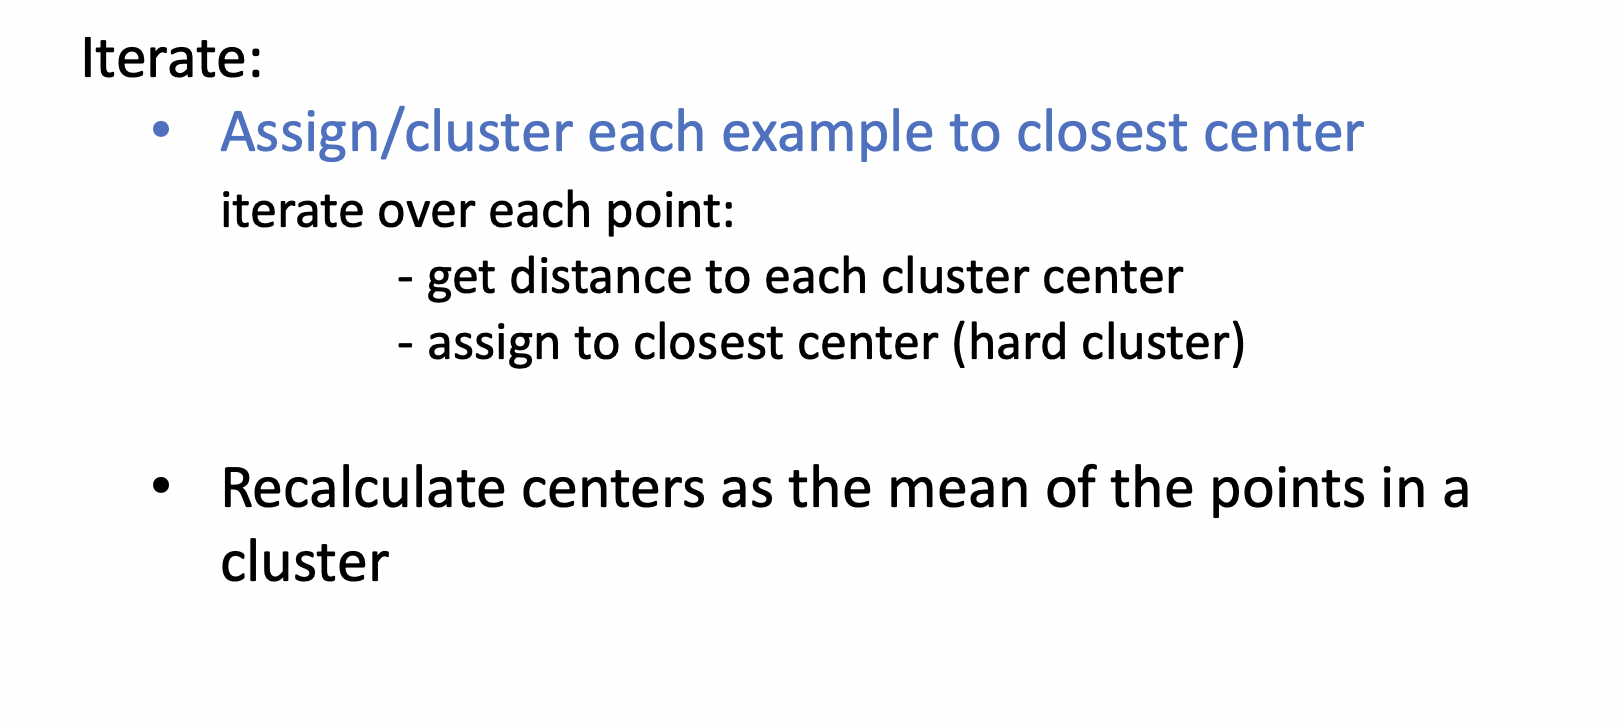 Iterate:
• Assign/cluster each example to closest center
iterate over each point:
- get distance to each cluster center
- assign to closest center (hard cluster)
• Recalculate centers as the mean of the points in a
cluster